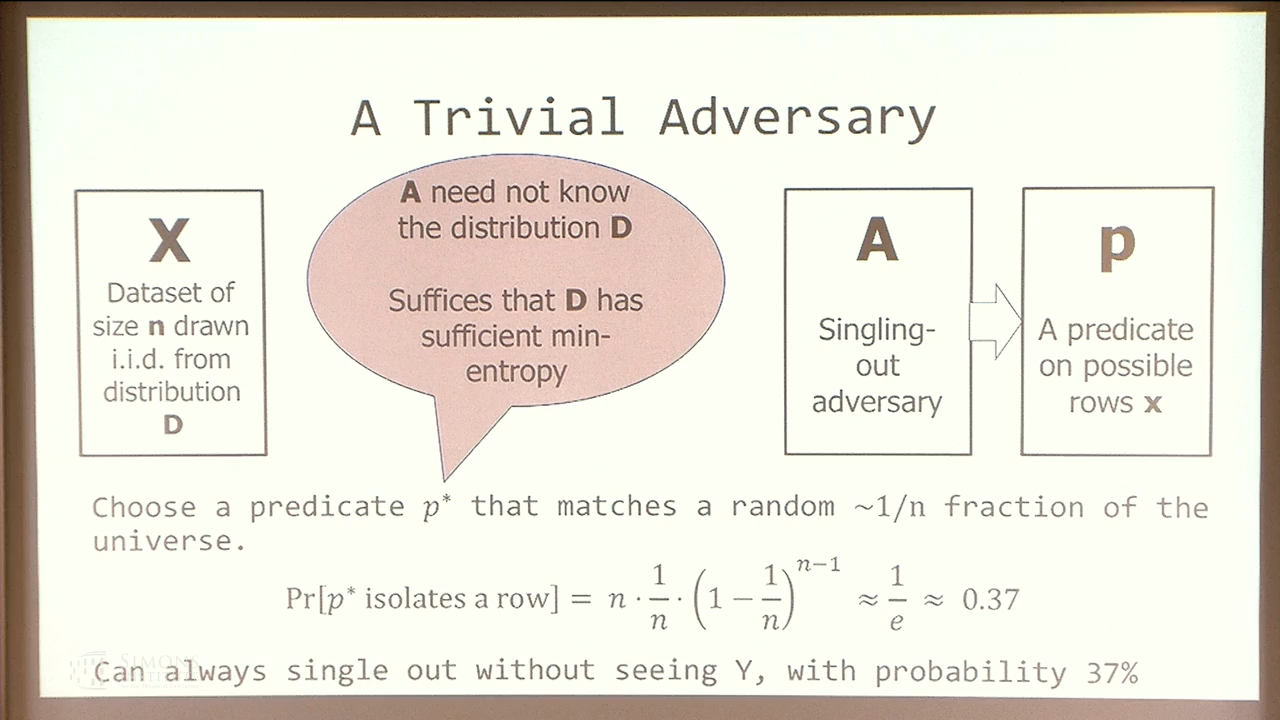 A Trivial Adversary
X
Dataset of
size n drawn
i.i.d. from
distribution
D
A need not know
the distribution D
Suffices that D has
sufficient min-
entropy
A
Singling-
out
adversary
p
A predicate
on possible
rows x
Choose a predicate p* that matches a random ~1/n fraction of the
universe.
Pr[p* isolates a row] = n · 1/n · (1 − 1/n)^{n−1} ≈ 1/e ≈ 0.37
Can always single out without seeing Y, with probability 37%